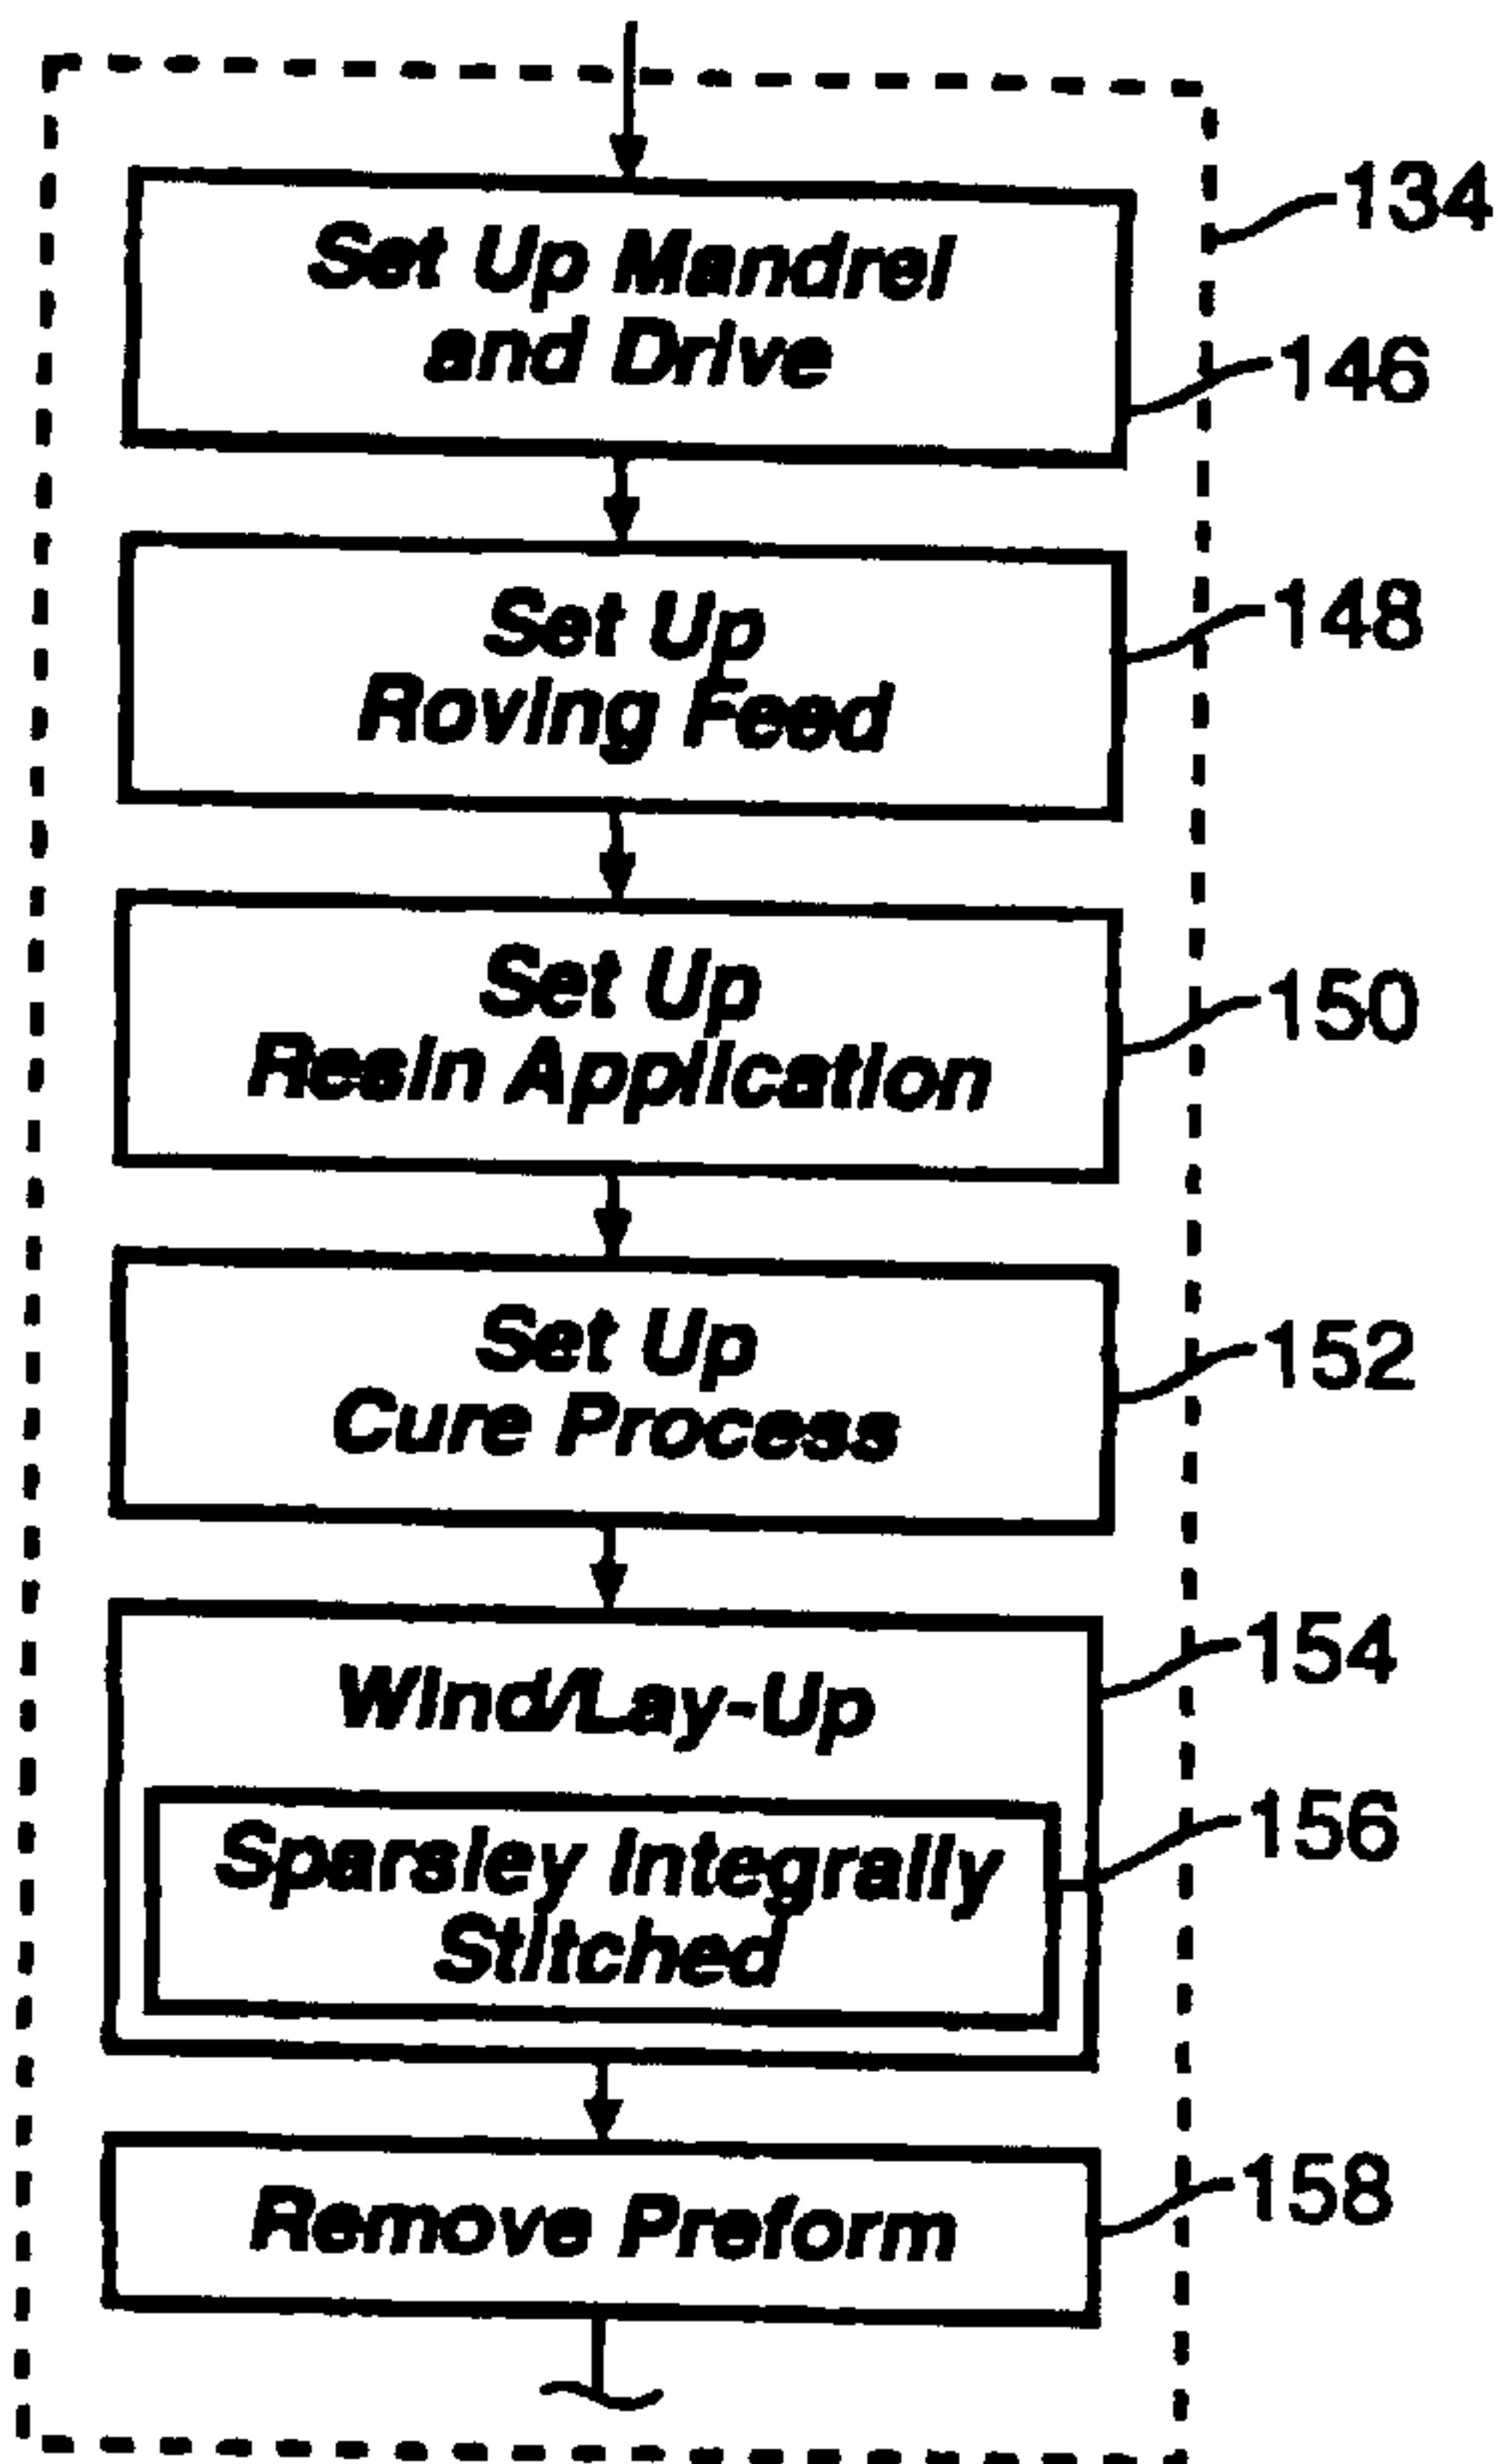 134
Set Up Mandrel
and Drive
146
Set Up
Roving Feed
148
Set Up
Resin Application
150
Set Up
Cure Process
152
Wind/Lay-Up
154
Sparsley Integrally
Stitched
156
Remove Preform
158